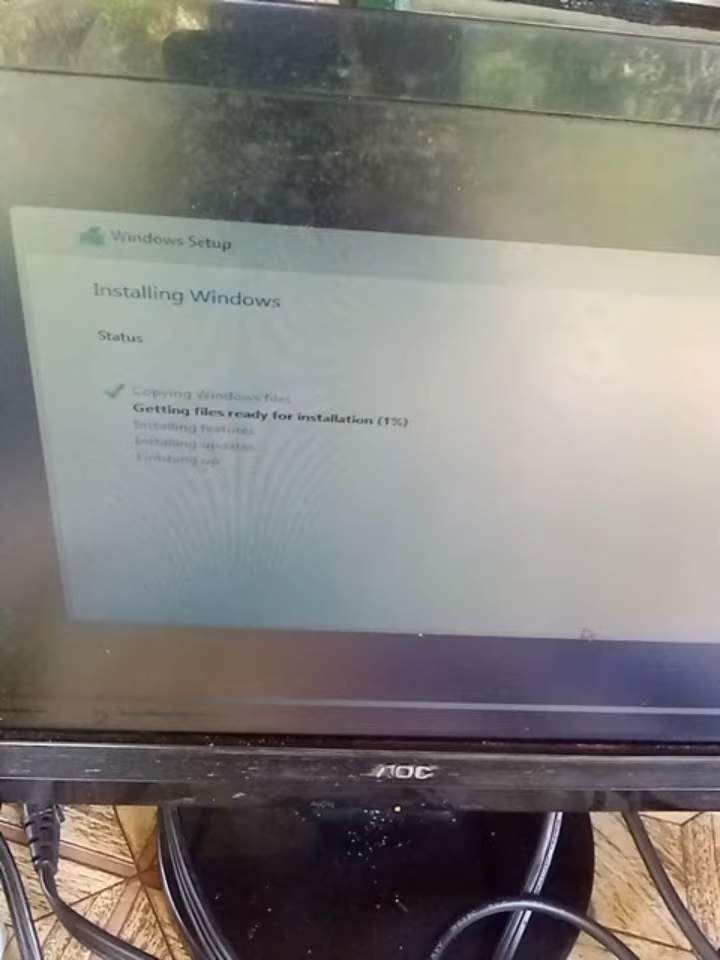 Windows Setup
Installing Windows
Status
Copying Windows files
Getting files ready for installation (1%)
Installing features
Installing updates
Finishing up
AOC